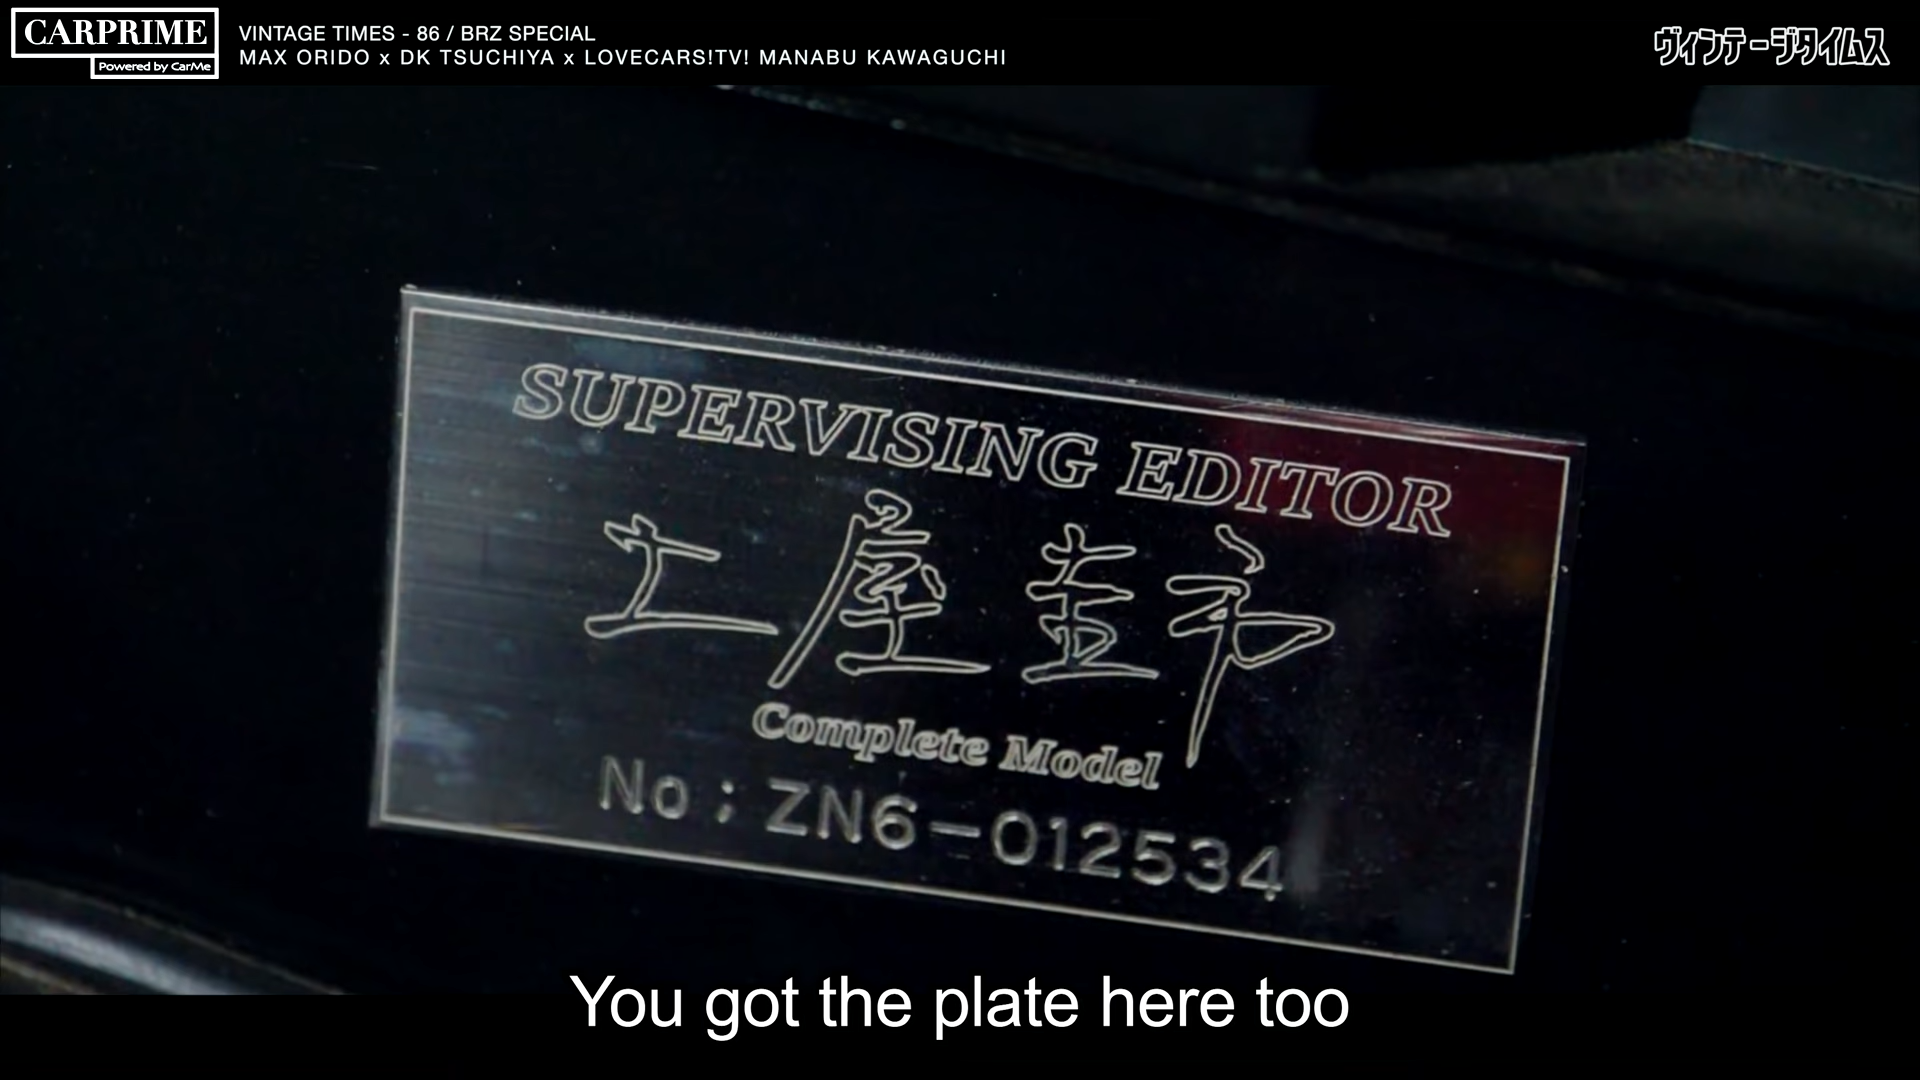 CARPRIME
Powered by CarMe
VINTAGE TIMES - 86 / BRZ SPECIAL
MAX ORIDO x DK TSUCHIYA x LOVECARS!TV! MANABU KAWAGUCHI
ヴィンテージタイムス
SUPERVISING EDITOR
土屋圭市
Complete Model
No; ZN6-012534
You got the plate here too